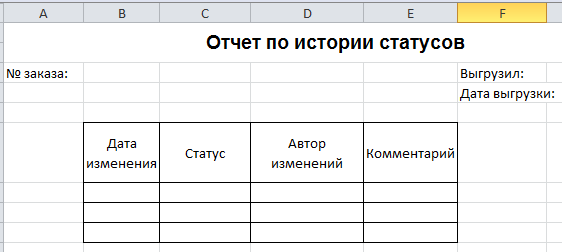 A B C D E F
Отчет по истории статусов
№ заказа: Выгрузил:
Дата выгрузки:
Дата изменения Статус Автор изменений Комментарий